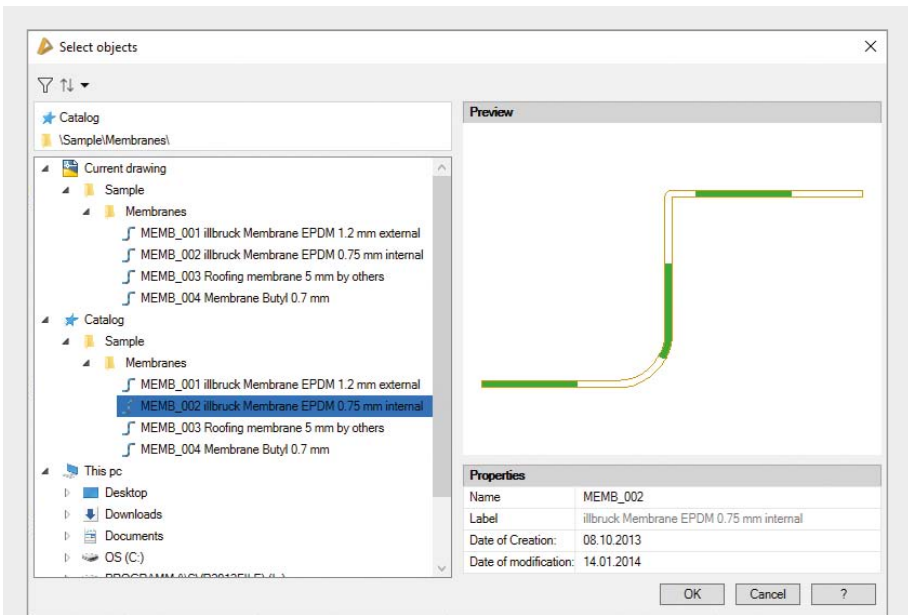 Select objects
Catalog
\Sample\Membranes\
Current drawing
Sample
Membranes
MEMB_001 illbruck Membrane EPDM 1.2 mm external
MEMB_002 illbruck Membrane EPDM 0.75 mm internal
MEMB_003 Roofing membrane 5 mm by others
MEMB_004 Membrane Butyl 0.7 mm
Catalog
Sample
Membranes
MEMB_001 illbruck Membrane EPDM 1.2 mm external
MEMB_002 illbruck Membrane EPDM 0.75 mm internal
MEMB_003 Roofing membrane 5 mm by others
MEMB_004 Membrane Butyl 0.7 mm
This pc
Desktop
Downloads
Documents
OS (C:)
Preview
Properties
Name MEMB_002
Label illbruck Membrane EPDM 0.75 mm internal
Date of Creation: 08.10.2013
Date of modification: 14.01.2014
OK Cancel ?